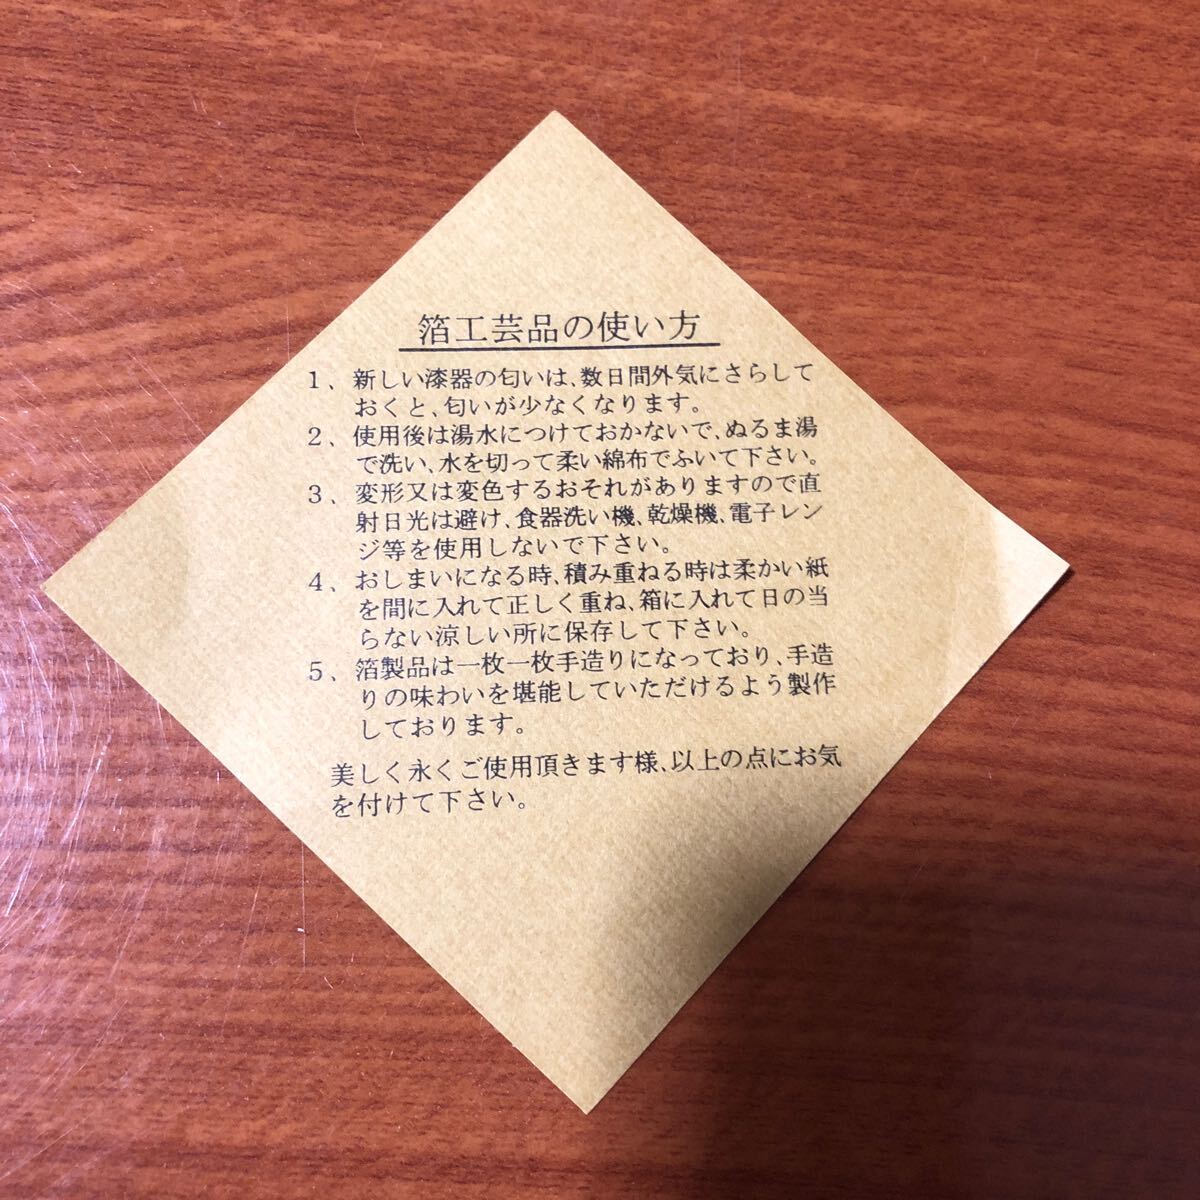 箔工芸品の使い方
1、新しい漆器の匂いは、数日間外気にさらして
おくと、匂いが少なくなります。
2、使用後は湯水につけておかないで、ぬるま湯
で洗い、水を切って柔い綿布でふいて下さい。
3、変形又は変色するおそれがありますので直
射日光は避け、食器洗い機、乾燥機、電子レン
ジ等を使用しないで下さい。
4、おしまいになる時、積み重ねる時は柔かい紙
を間に入れて正しく重ね、箱に入れて日の当
らない涼しい所に保存して下さい。
5、箔製品は一枚一枚手造りになっており、手造
りの味わいを堪能していただけるよう製作
しております。
美しく永くご使用頂きます様、以上の点にお気
を付けて下さい。